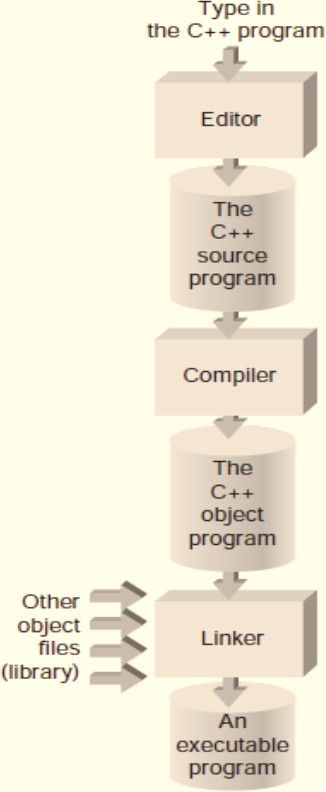 Type in
the C++ program
Editor
The
C++
source
program
Compiler
The
C++
object
program
Other
object
files
(library)
Linker
An
executable
program